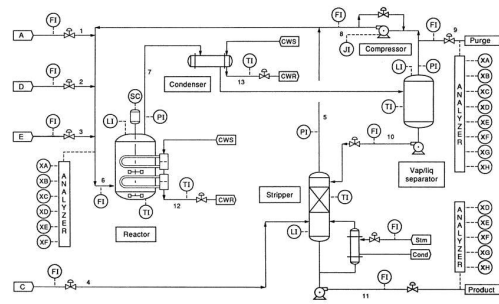 FI
A
1
FI
D
2
FI
E
3
XA
XB
XC
XD
XE
XF
ANALYZER
6
FI
FI
C
4
7
SC
LI
PI
TI
Reactor
CWS
TI
12
CWR
Condenser
CWS
TI
13
CWR
FI
5
8
JI
Compressor
PI
LI
PI
TI
FI
10
Vap/liq
separator
FI
9
Purge
ANALYZER
XA
XB
XC
XD
XE
XF
XG
XH
Stripper
TI
LI
FI
Stm
Cond
FI
11
ANALYZER
XD
XE
XF
XG
XH
Product